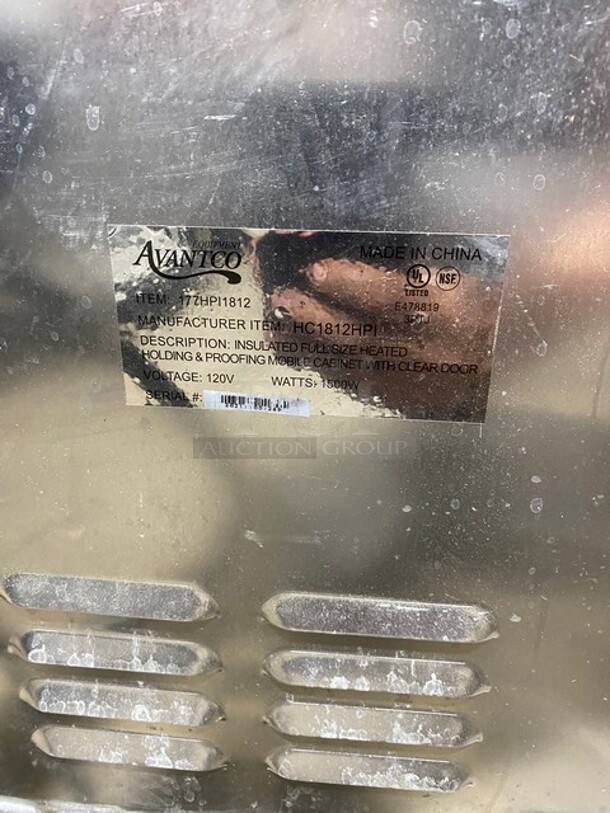 EQUIPMENT
AVANTCO
MADE IN CHINA
UL
LISTED
NSF
ITEM: 177HPI1812
E478819
MANUFACTURER ITEM: HC1812HPI
DESCRIPTION: INSULATED FULL SIZE HEATED
HOLDING & PROOFING MOBILE CABINET WITH CLEAR DOOR
VOLTAGE: 120V WATTS: 1500W
SERIAL #:
AUCTION GROUP